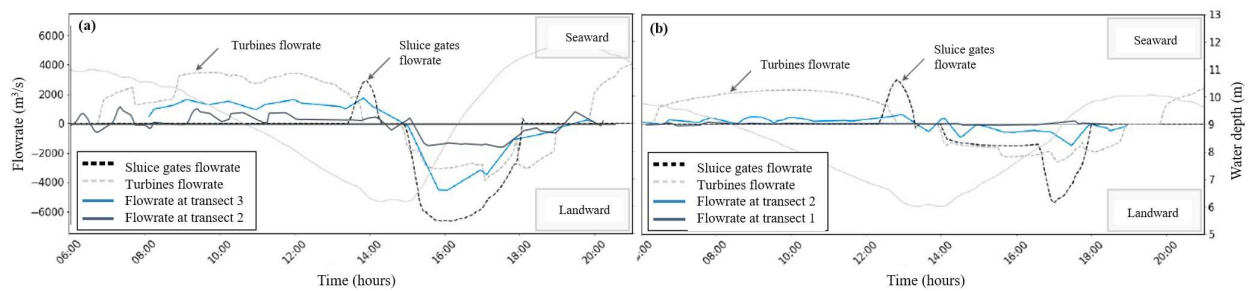 (a)
Turbines flowrate
Sluice gates
flowrate
Seaward
Landward
Flowrate (m³/s)
6000
4000
2000
0
−2000
−4000
−6000
Sluice gates flowrate
Turbines flowrate
Flowrate at transect 3
Flowrate at transect 2
06:00
08:00
10:00
12:00
14:00
16:00
18:00
20:00
Time (hours)
(b)
Turbines flowrate
Sluice gates
flowrate
Seaward
Landward
Sluice gates flowrate
Turbines flowrate
Flowrate at transect 2
Flowrate at transect 1
08:00
10:00
12:00
14:00
16:00
18:00
20:00
Time (hours)
13
12
11
10
9
8
7
6
5
Water depth (m)